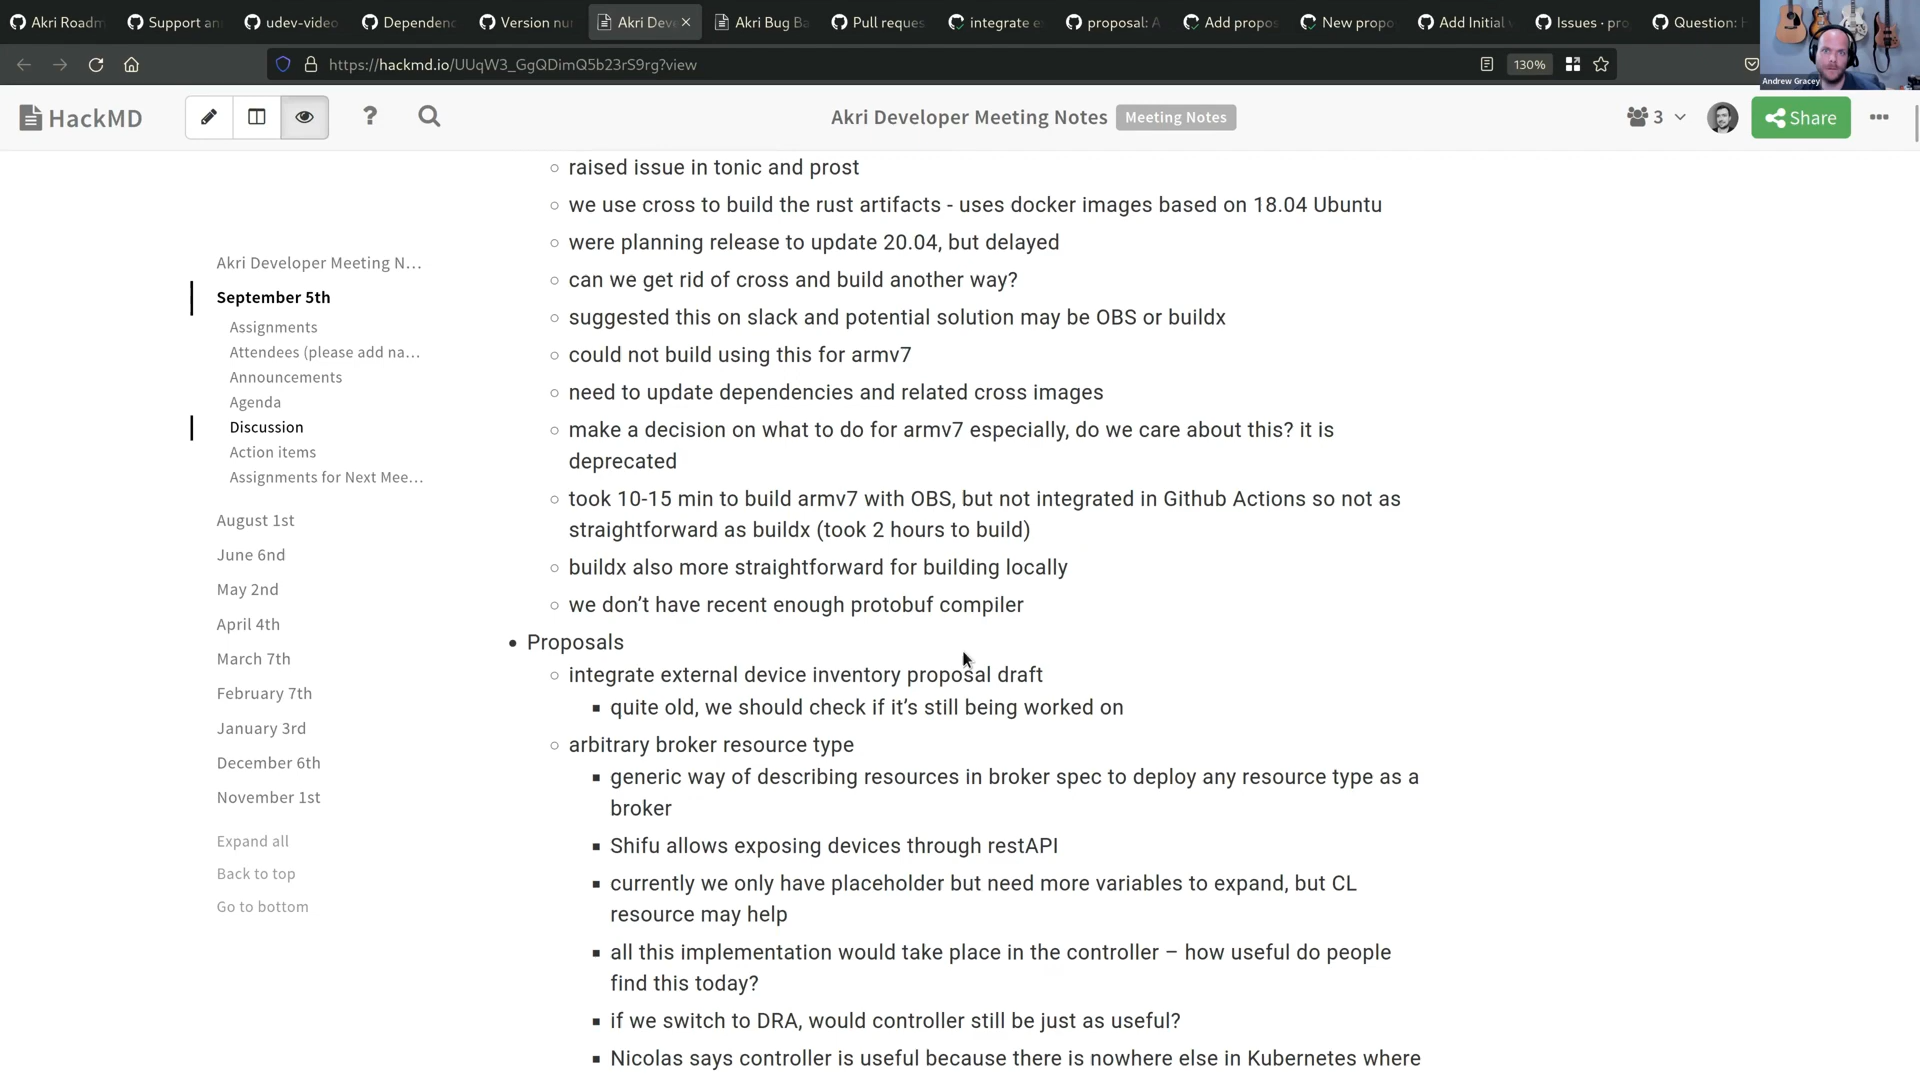 Akri Roadm
Support an
udev-video
Dependenc
Version nu
Akri Deve
Akri Bug Ba
Pull reques
integrate e
proposal: A
Add propo
New propo
Add Initial
Issues · pro
Question: H
https://hackmd.io/UUqW3_GgQDimQ5b23rS9rg?view
130%
Andrew Gracey
HackMD
Akri Developer Meeting Notes
Meeting Notes
3
Share
Akri Developer Meeting N…
September 5th
Assignments
Attendees (please add na…
Announcements
Agenda
Discussion
Action items
Assignments for Next Mee…
August 1st
June 6nd
May 2nd
April 4th
March 7th
February 7th
January 3rd
December 6th
November 1st
Expand all
Back to top
Go to bottom
raised issue in tonic and prost
we use cross to build the rust artifacts - uses docker images based on 18.04 Ubuntu
were planning release to update 20.04, but delayed
can we get rid of cross and build another way?
suggested this on slack and potential solution may be OBS or buildx
could not build using this for armv7
need to update dependencies and related cross images
make a decision on what to do for armv7 especially, do we care about this? it is
deprecated
took 10-15 min to build armv7 with OBS, but not integrated in Github Actions so not as
straightforward as buildx (took 2 hours to build)
buildx also more straightforward for building locally
we don’t have recent enough protobuf compiler
Proposals
integrate external device inventory proposal draft
quite old, we should check if it’s still being worked on
arbitrary broker resource type
generic way of describing resources in broker spec to deploy any resource type as a
broker
Shifu allows exposing devices through restAPI
currently we only have placeholder but need more variables to expand, but CL
resource may help
all this implementation would take place in the controller – how useful do people
find this today?
if we switch to DRA, would controller still be just as useful?
Nicolas says controller is useful because there is nowhere else in Kubernetes where